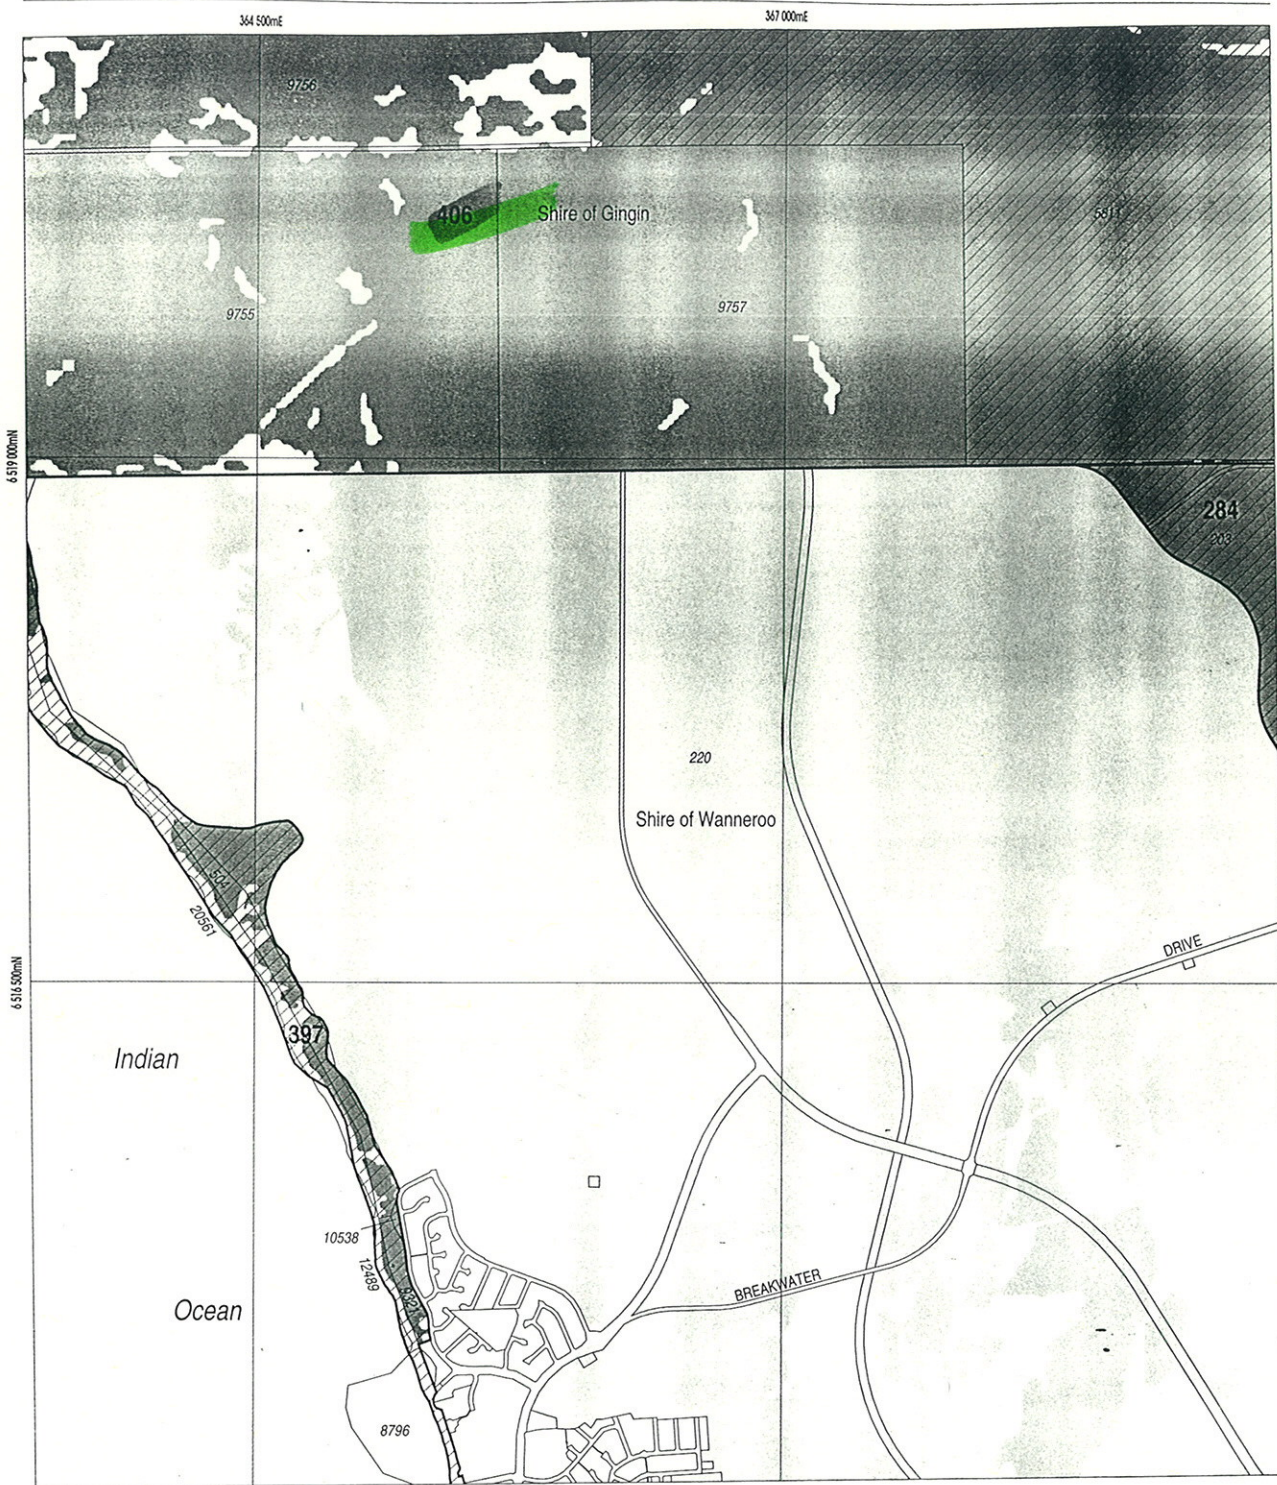 364 500mE
367 000mE
9756
406
Shire of Gingin
5811
9755
9757
6 519 000mN
284
203
220
Shire of Wanneroo
504
20561
DRIVE
6 516 500mN
397
Indian
10538
12489
BREAKWATER
Ocean
8796